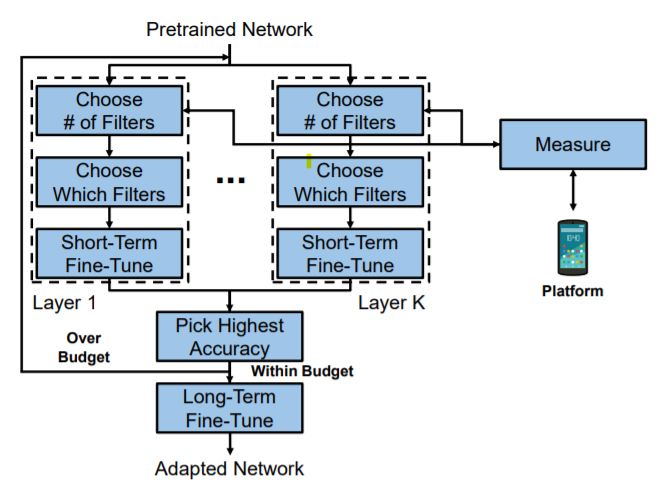 Pretrained Network
Choose
# of Filters
Choose
Which Filters
Short-Term
Fine-Tune
Layer 1
...
Choose
# of Filters
Choose
Which Filters
Short-Term
Fine-Tune
Layer K
Measure
10:40
Platform
Pick Highest
Accuracy
Over
Budget
Within Budget
Long-Term
Fine-Tune
Adapted Network